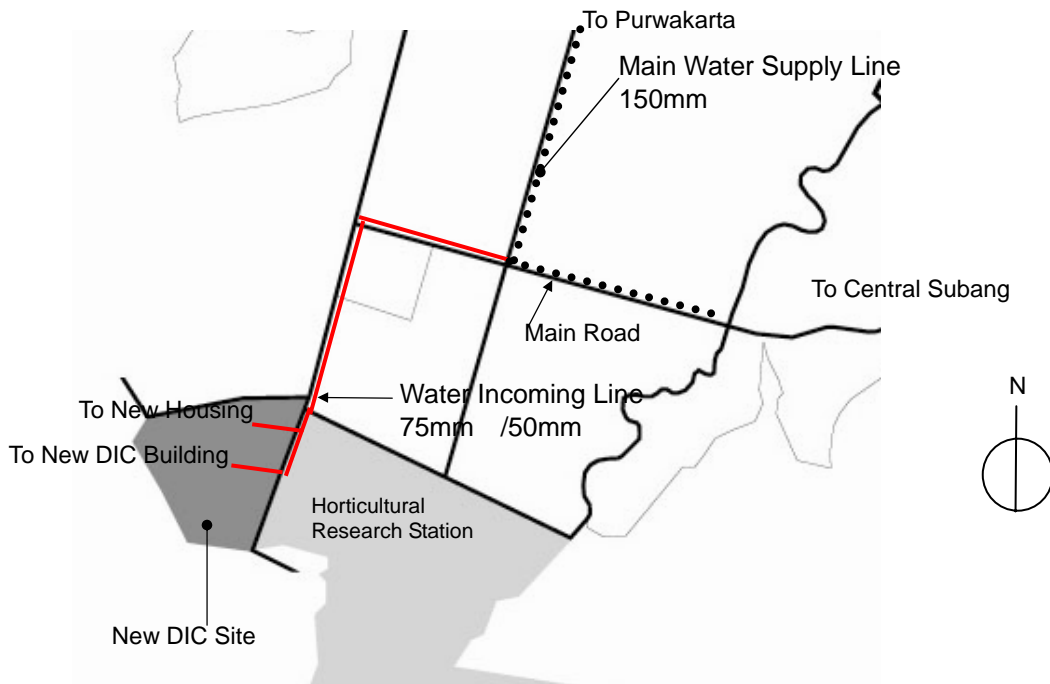 To Purwakarta
Main Water Supply Line
150mm
To Central Subang
Main Road
N
Water Incoming Line
75mm /50mm
To New Housing
To New DIC Building
Horticultural
Research Station
New DIC Site